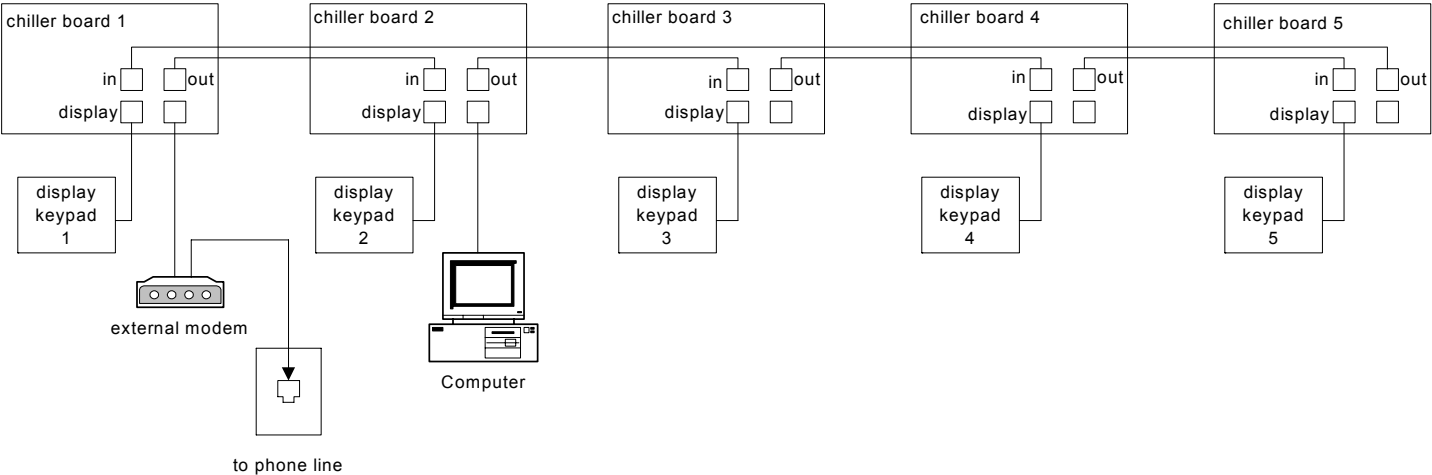 chiller board 1
in
out
display
display
keypad
1
chiller board 2
in
out
display
display
keypad
2
chiller board 3
in
out
display
display
keypad
3
chiller board 4
in
out
display
display
keypad
4
chiller board 5
in
out
display
display
keypad
5
external modem
Computer
to phone line